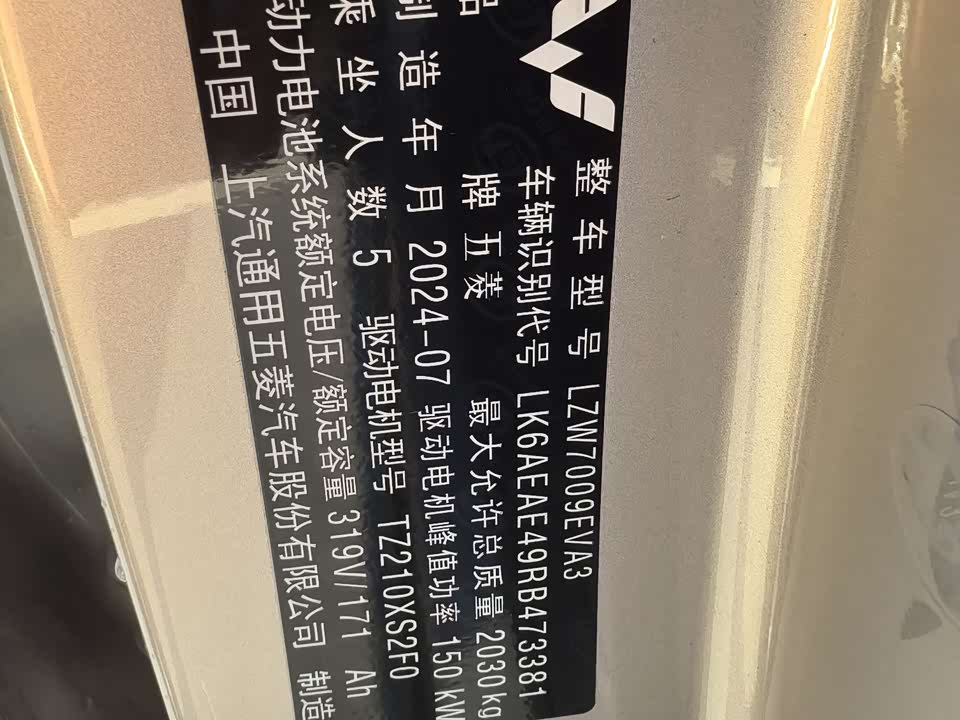 整车型号 LZW7009EVA3
车辆识别代号 LK6AEAE49RB473381
品牌 五菱 最大允许总质量 2030kg
制造年月 2024-07 驱动电机峰值功率 150kW
乘坐人数 5 驱动电机型号 TZ210XS2F0
动力电池系统额定电压/额定容量 319V/171 Ah
中国 上汽通用五菱汽车股份有限公司 制造